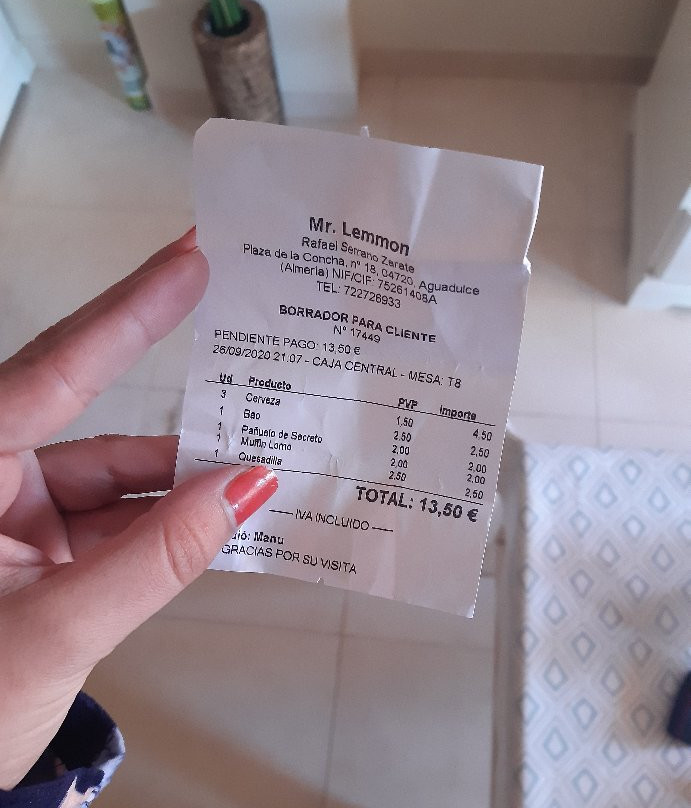 Mr. Lemmon
Rafael Serrano Zarate
Plaza de la Concha, nº 18, 04720, Aguadulce
(Almeria) NIF/CIF: 75261408A
TEL: 722726933
BORRADOR PARA CLIENTE
Nº 17449
PENDIENTE PAGO: 13,50 €
26/09/2020 21:07 - CAJA CENTRAL - MESA: T8
Ud Producto PVP Importe
3 Cerveza 1,50 4,50
1 Bao 2,50 2,50
1 Pañuelo de Secreto 2,00 2,00
1 Muffin Lomo 2,00 2,00
1 Quesadilla 2,50 2,50
TOTAL: 13,50 €
IVA INCLUIDO
Manu
GRACIAS POR SU VISITA